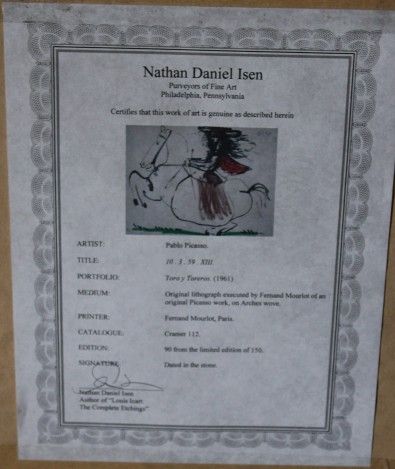 Nathan Daniel Isen
Purveyors of Fine Art
Philadelphia, Pennsylvania
Certifies that this work of art is genuine as described herein
ARTIST: Pablo Picasso.
TITLE: 10. 3. 59 XIII
PORTFOLIO: Toro y Toreros. (1961)
MEDIUM: Original lithograph executed by Fernand Mourlot of an
original Picasso work, on Arches wove.
PRINTER: Fernand Mourlot, Paris.
CATALOGUE: Cramer 112.
EDITION: 90 from the limited edition of 150.
SIGNATURE: Dated in the stone.
Nathan Daniel Isen
Author of "Louis Icart:
The Complete Etchings"